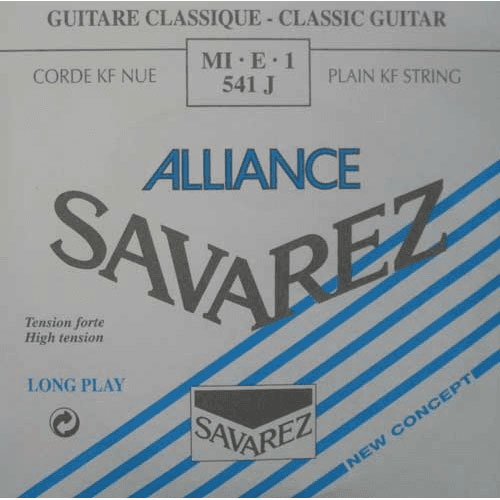 GUITARE CLASSIQUE - CLASSIC GUITAR
CORDE KF NUE
MI · E · 1
541 J
PLAIN KF STRING
ALLIANCE
SAVAREZ
Tension forte
High tension
LONG PLAY
SAVAREZ
NEW CONCEPT